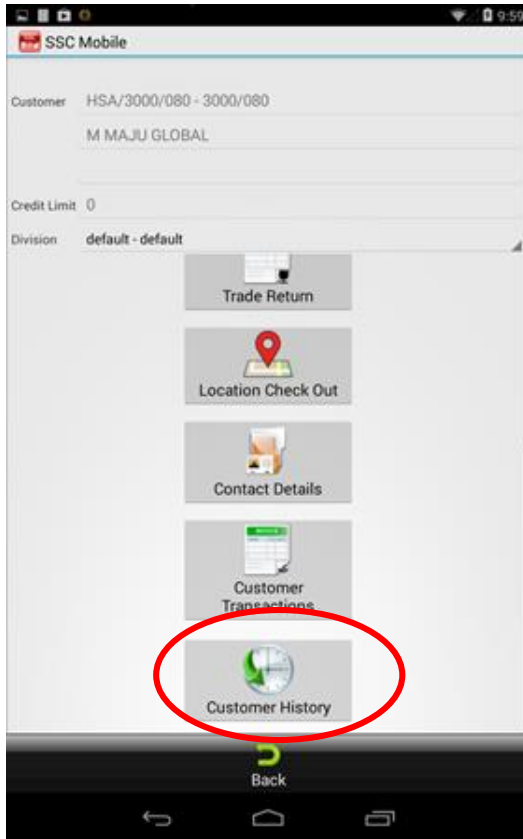 9:59
SSC Mobile
Customer HSA/3000/080 - 3000/080
M MAJU GLOBAL
Credit Limit 0
Division default - default
Trade Return
Location Check Out
Contact Details
INVOICE
Customer
Transactions
Customer History
Back